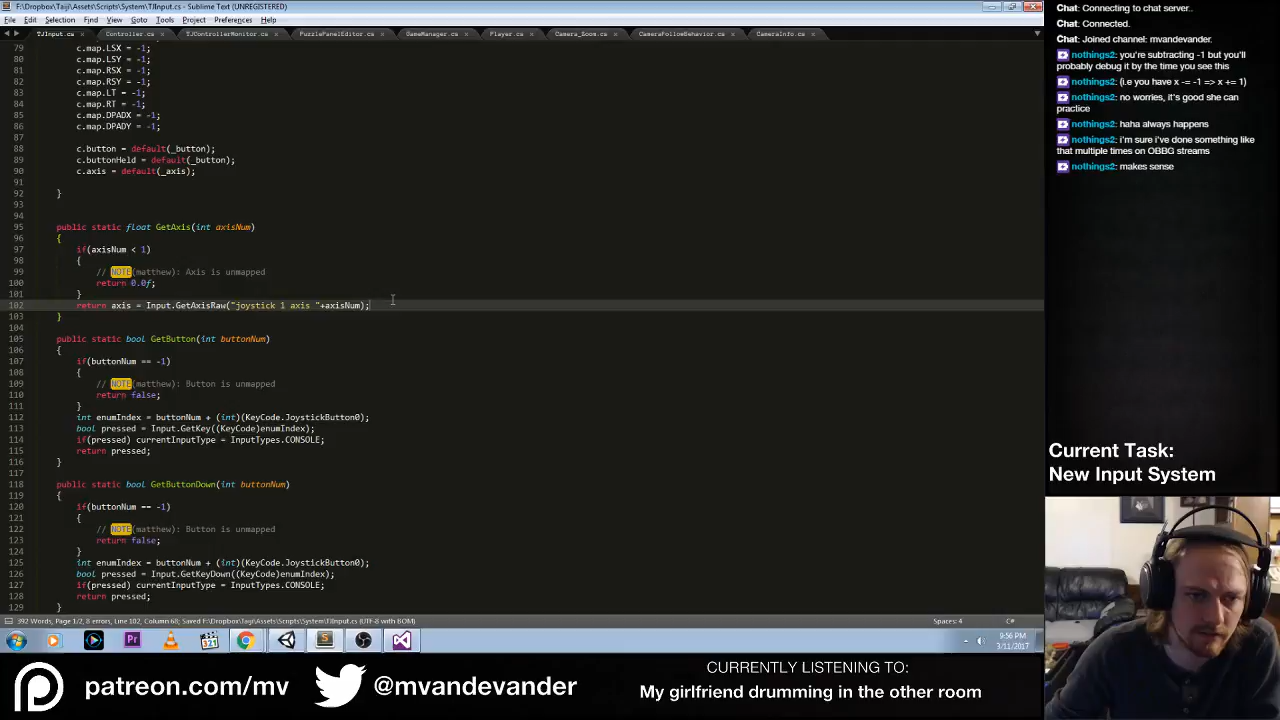 F:\Dropbox\Taiji\Assets\Scripts\System\TJInput.cs - Sublime Text (UNREGISTERED)
File Edit Selection Find View Goto Tools Project Preferences Help
TJInput.cs Controller.cs TJControllerMonitor.cs PuzzlePanelEditor.cs GameManager.cs Player.cs Camera_Zoom.cs CameraFollowBehavior.cs CameraInfo.cs
79 c.map.LSX = -1;
80 c.map.LSY = -1;
81 c.map.RSX = -1;
82 c.map.RSY = -1;
83 c.map.LT = -1;
84 c.map.RT = -1;
85 c.map.DPADX = -1;
86 c.map.DPADY = -1;
87
88 c.button = default(_button);
89 c.buttonHeld = default(_button);
90 c.axis = default(_axis);
91
92 }
93
94
95 public static float GetAxis(int axisNum)
96 {
97 if(axisNum < 1)
98 {
99 // NOTE(matthew): Axis is unmapped
100 return 0.0f;
101 }
102 return axis = Input.GetAxisRaw("joystick 1 axis "+axisNum);
103 }
104
105 public static bool GetButton(int buttonNum)
106 {
107 if(buttonNum == -1)
108 {
109 // NOTE(matthew): Button is unmapped
110 return false;
111 }
112 int enumIndex = buttonNum + (int)(KeyCode.JoystickButton0);
113 bool pressed = Input.GetKey((KeyCode)enumIndex);
114 if(pressed) currentInputType = InputTypes.CONSOLE;
115 return pressed;
116 }
117
118 public static bool GetButtonDown(int buttonNum)
119 {
120 if(buttonNum == -1)
121 {
122 // NOTE(matthew): Button is unmapped
123 return false;
124 }
125 int enumIndex = buttonNum + (int)(KeyCode.JoystickButton0);
126 bool pressed = Input.GetKeyDown((KeyCode)enumIndex);
127 if(pressed) currentInputType = InputTypes.CONSOLE;
128 return pressed;
129 }
392 Words, Page 1/2, 8 errors, Line 102, Column 68; Saved F:\Dropbox\Taiji\Assets\Scripts\System\TJInput.cs (UTF-8 with BOM) Spaces: 4 C#
Pr 321 9:56 PM
3/11/2017
Chat: Connecting to chat server..
Chat: Connected.
Chat: Joined channel: mvandevander.
nothings2: you're subtracting -1 but you'll
probably debug it by the time you see this
nothings2: (i.e you have x -= -1 => x += 1)
nothings2: no worries, it's good she can
practice
nothings2: haha always happens
nothings2: i'm sure i've done something like
that multiple times on OBBG streams
nothings2: makes sense
Current Task:
New Input System
patreon.com/mv
@mvandevander
CURRENTLY LISTENING TO:
My girlfriend drumming in the other room